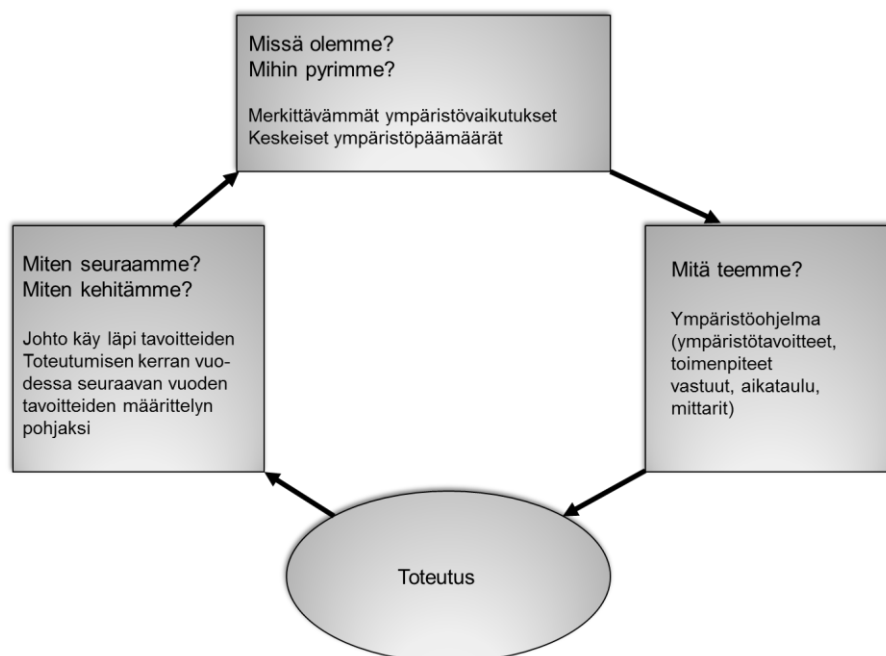 Missä olemme?
Mihin pyrimme?
Merkittävämmät ympäristövaikutukset
Keskeiset ympäristöpäämäärät
Mitä teemme?
Ympäristöohjelma
(ympäristötavoitteet,
toimenpiteet
vastuut, aikataulu,
mittarit)
Toteutus
Miten seuraamme?
Miten kehitämme?
Johto käy läpi tavoitteiden
Toteutumisen kerran vuo-
dessa seuraavan vuoden
tavoitteiden määrittelyn
pohjaksi